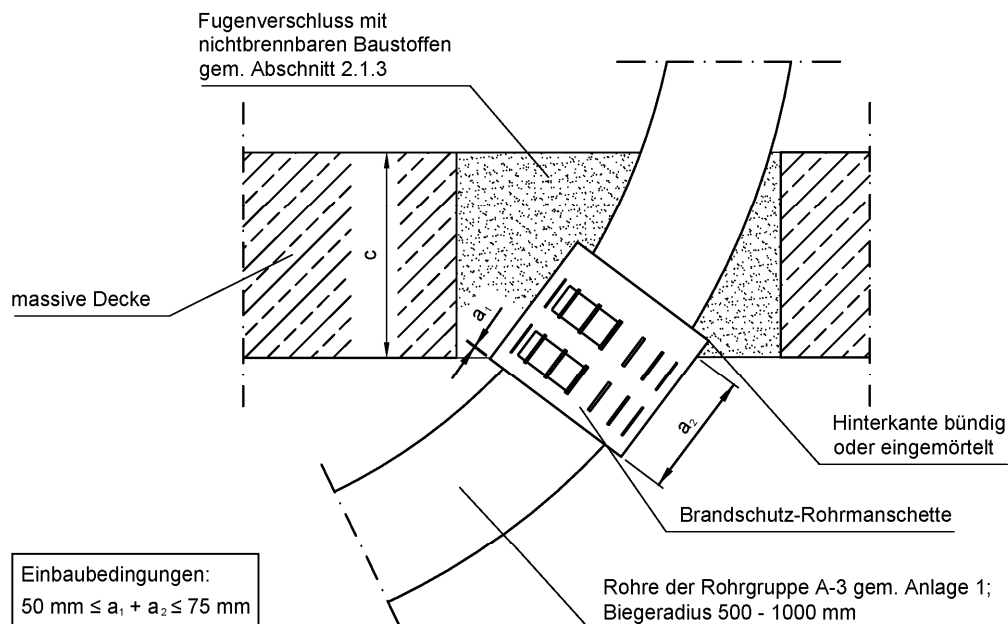 Fugenverschluss mit
nichtbrennbaren Baustoffen
gem. Abschnitt 2.1.3
c
massive Decke
a₁
a₂
Hinterkante bündig
oder eingemörtelt
Brandschutz-Rohrmanschette
Einbaubedingungen:
50 mm ≤ a₁ + a₂ ≤ 75 mm
Rohre der Rohrgruppe A-3 gem. Anlage 1;
Biegeradius 500 - 1000 mm